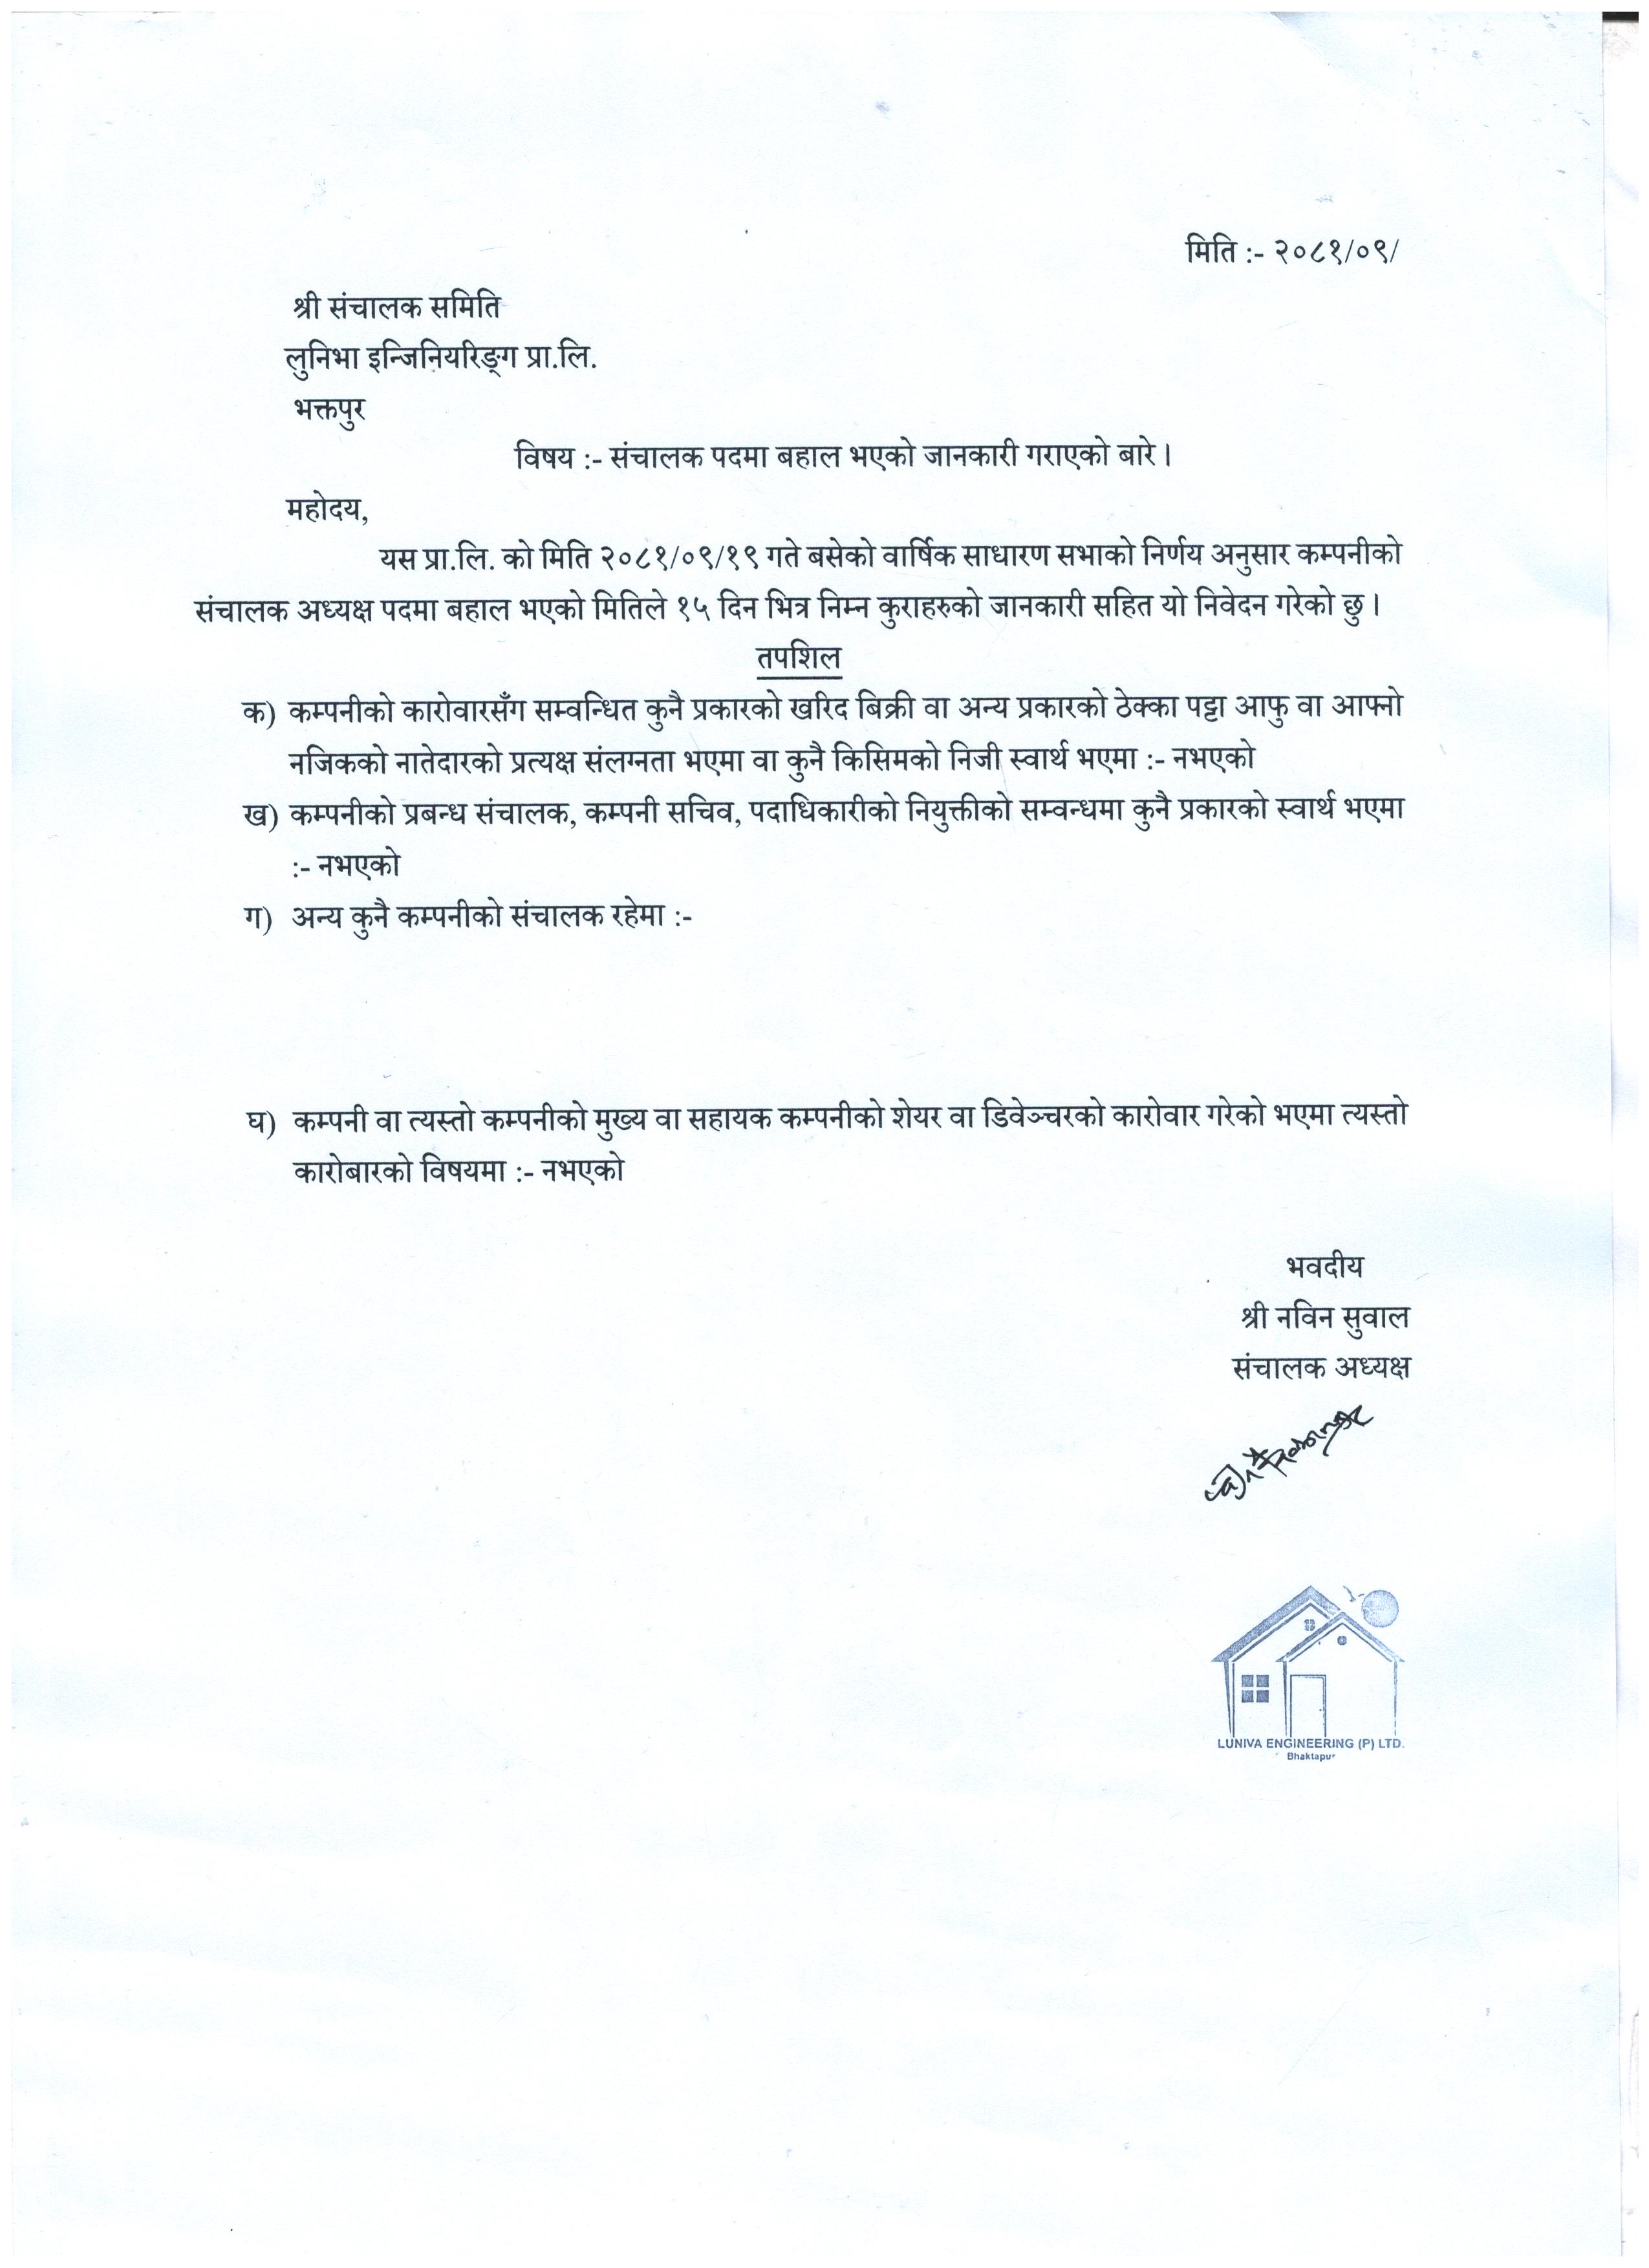 मिति :- २०८१/०९/
श्री संचालक समिति
लुनिभा इन्जिनियरिङ्ग प्रा.लि.
भक्तपुर
विषय :- संचालक पदमा बहाल भएको जानकारी गराएको बारे ।
महोदय,
यस प्रा.लि. को मिति २०८१/०९/१९ गते बसेको वार्षिक साधारण सभाको निर्णय अनुसार कम्पनीको
संचालक अध्यक्ष पदमा बहाल भएको मितिले १५ दिन भित्र निम्न कुराहरुको जानकारी सहित यो निवेदन गरेको छु ।
तपशिल
क) कम्पनीको कारोवारसँग सम्वन्धित कुनै प्रकारको खरिद बिक्री वा अन्य प्रकारको ठेक्का पट्टा आफु वा आफ्नो
नजिकको नातेदारको प्रत्यक्ष संलग्नता भएमा वा कुनै किसिमको निजी स्वार्थ भएमा :- नभएको
ख) कम्पनीको प्रबन्ध संचालक, कम्पनी सचिव, पदाधिकारीको नियुक्तीको सम्वन्धमा कुनै प्रकारको स्वार्थ भएमा
:- नभएको
ग) अन्य कुनै कम्पनीको संचालक रहेमा :-
घ) कम्पनी वा त्यस्तो कम्पनीको मुख्य वा सहायक कम्पनीको शेयर वा डिवेञ्चरको कारोवार गरेको भएमा त्यस्तो
कारोबारको विषयमा :- नभएको
भवदीय
श्री नविन सुवाल
संचालक अध्यक्ष
LUNIVA ENGINEERING (P) LTD.
Bhaktapur